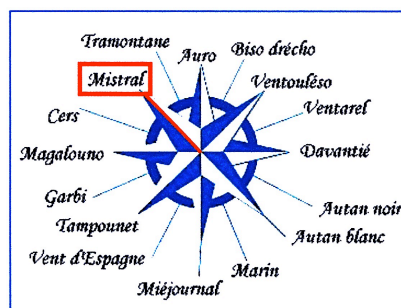 Tramontane
Auro
Biso drécho
Mistral
Ventouléso
Cers
Ventarel
Magalouno
Davantié
Garbi
Autan noir
Tampounet
Autan blanc
Vent d'Espagne
Marin
Miéjournal